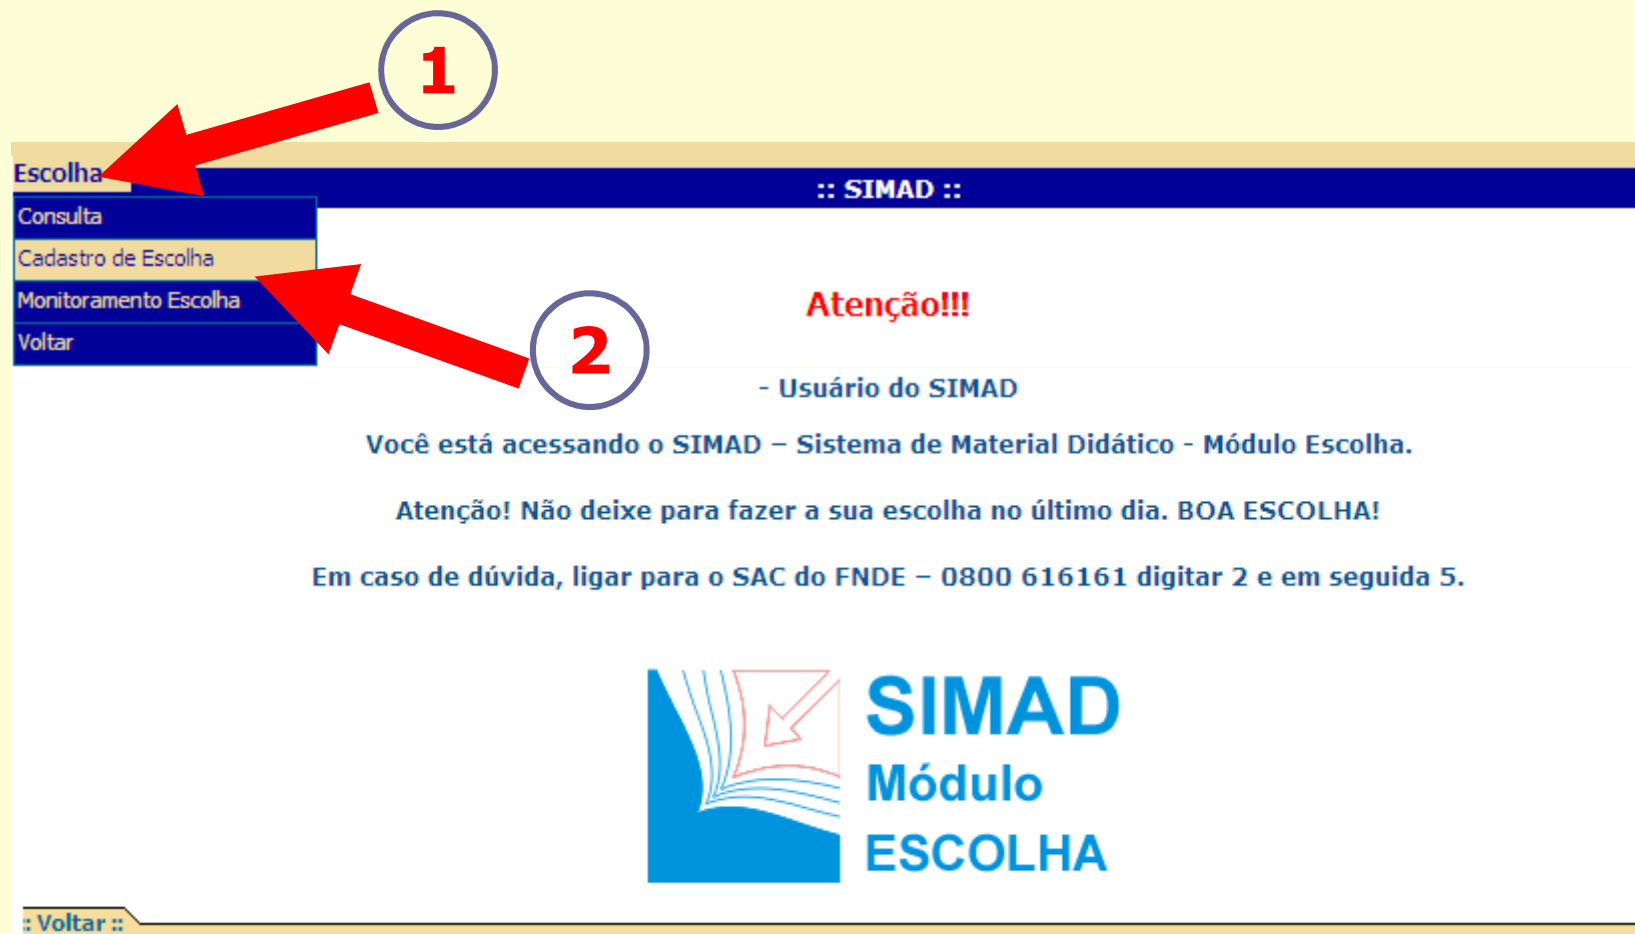 1
Escolha
:: SIMAD ::
Consulta
Cadastro de Escolha
Monitoramento Escolha
Voltar
Atenção!!!
2
- Usuário do SIMAD
Você está acessando o SIMAD – Sistema de Material Didático - Módulo Escolha.
Atenção! Não deixe para fazer a sua escolha no último dia. BOA ESCOLHA!
Em caso de dúvida, ligar para o SAC do FNDE – 0800 616161 digitar 2 e em seguida 5.
SIMAD
Módulo
ESCOLHA
:: Voltar ::